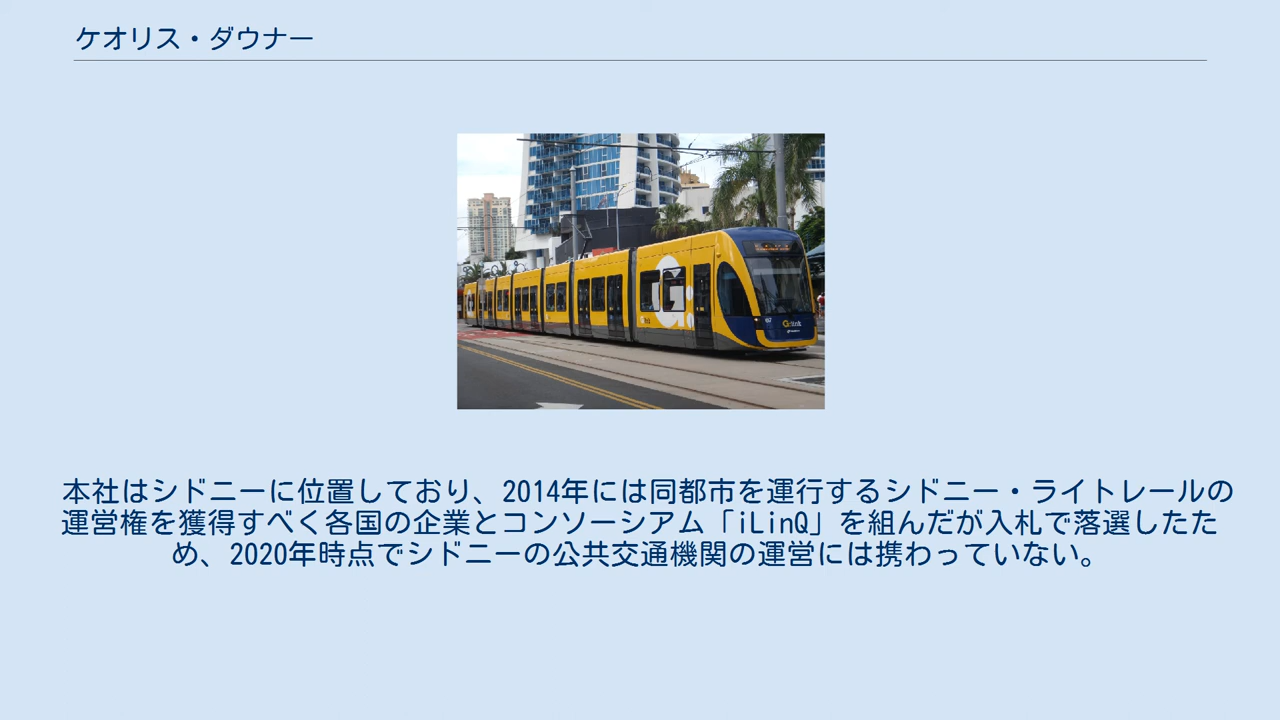 ケオリス・ダウナー
G
G:link
本社はシドニーに位置しており、2014年には同都市を運行するシドニー・ライトレールの
運営権を獲得すべく各国の企業とコンソーシアム「iLinQ」を組んだが入札で落選したた
め、2020年時点でシドニーの公共交通機関の運営には携わっていない。